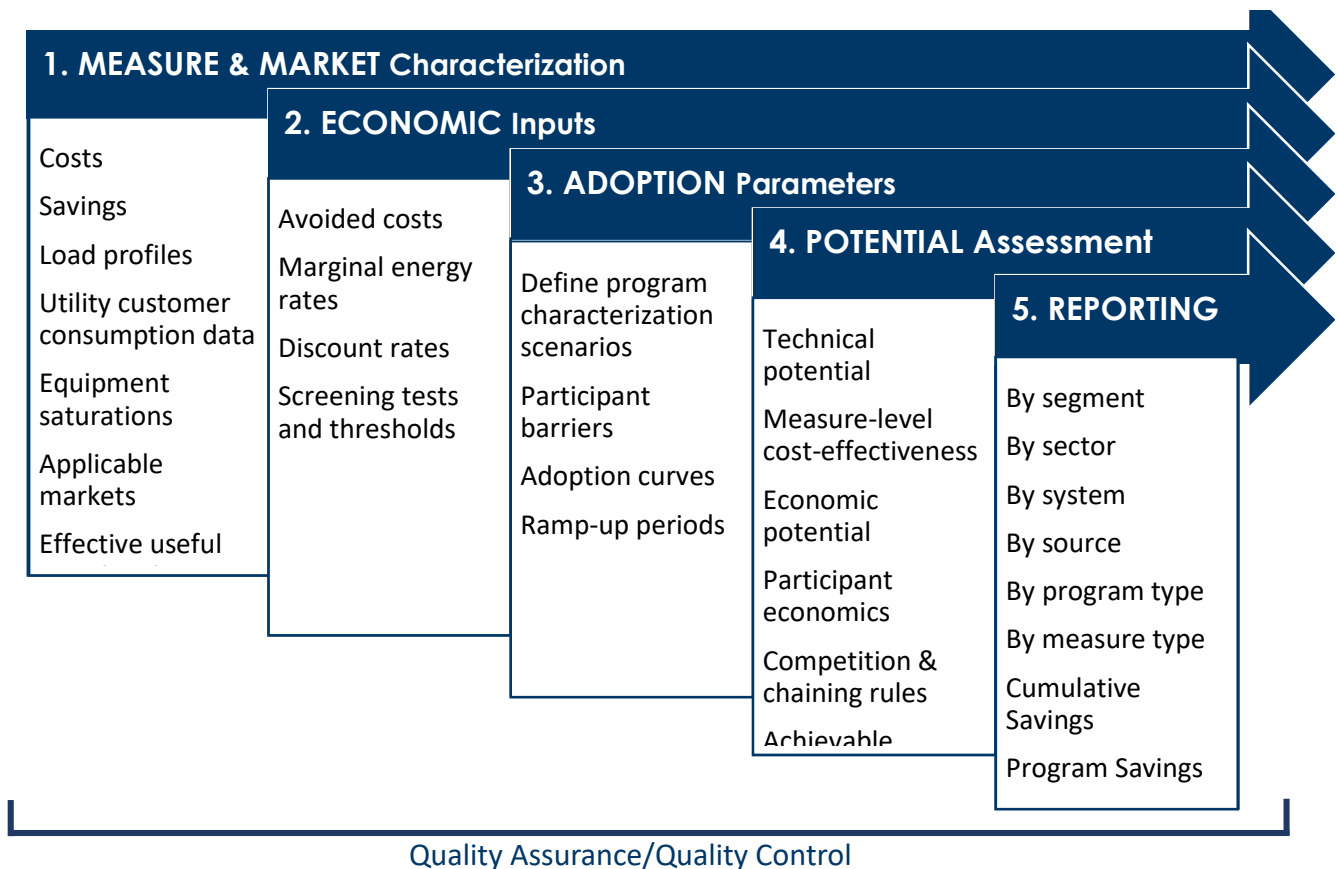 1. MEASURE & MARKET Characterization
Costs
Savings
Load profiles
Utility customer
consumption data
Equipment
saturations
Applicable
markets
Effective useful
2. ECONOMIC Inputs
Avoided costs
Marginal energy
rates
Discount rates
Screening tests
and thresholds
3. ADOPTION Parameters
Define program
characterization
scenarios
Participant
barriers
Adoption curves
Ramp-up periods
4. POTENTIAL Assessment
Technical
potential
Measure-level
cost-effectiveness
Economic
potential
Participant
economics
Competition &
chaining rules
Achievable
5. REPORTING
By segment
By sector
By system
By source
By program type
By measure type
Cumulative
Savings
Program Savings
Quality Assurance/Quality Control